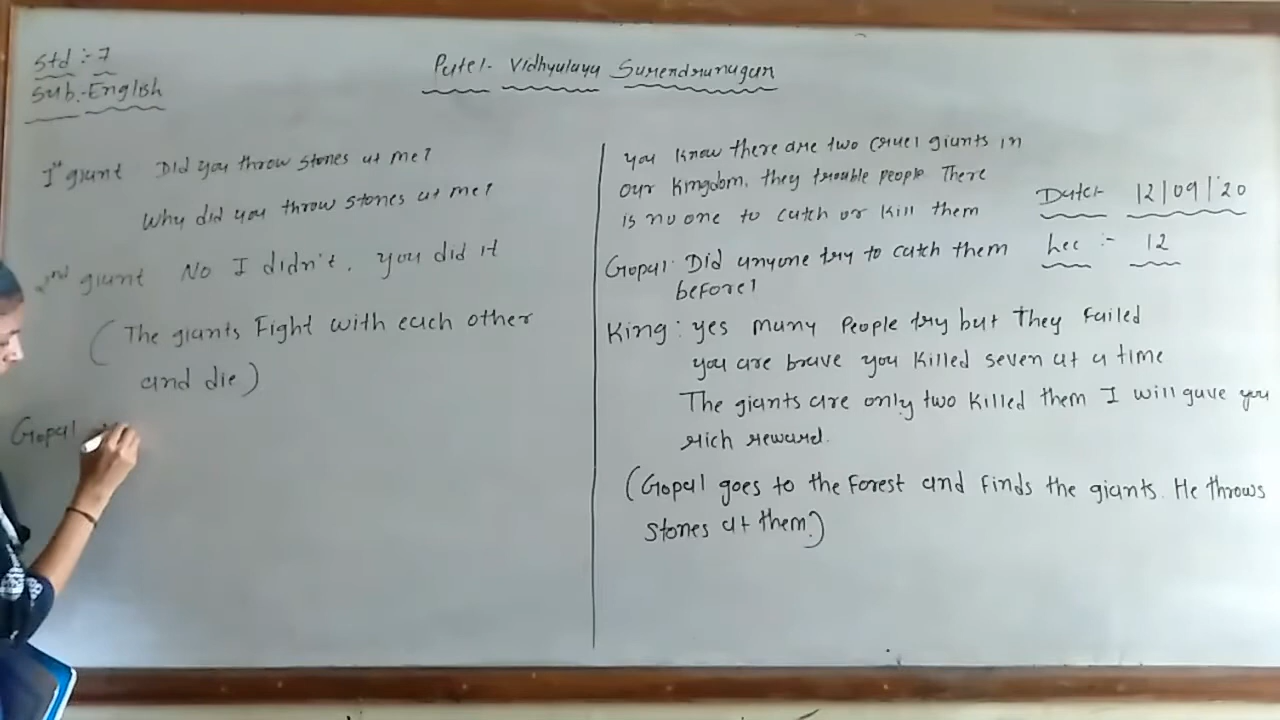 Std :- 7
Sub.- English
Patel Vidhyalaya Surendranagar
Date:- 12/09/'20
Lec :- 12
1st giant Did you throw stones at me?
Why did you throw stones at me?
2nd giant No I didn't. you did it
(The giants Fight with each other
and die)
Gopal
you know there are two cruel giants in
our kingdom. they trouble people There
is no one to catch or kill them
Gopal: Did anyone try to catch them
before?
King: yes many People try but they failed
you are brave you killed seven at a time
The giants are only two killed them I will gave you
rich reward.
(Gopal goes to the Forest and Finds the giants. He throws
stones at them.)